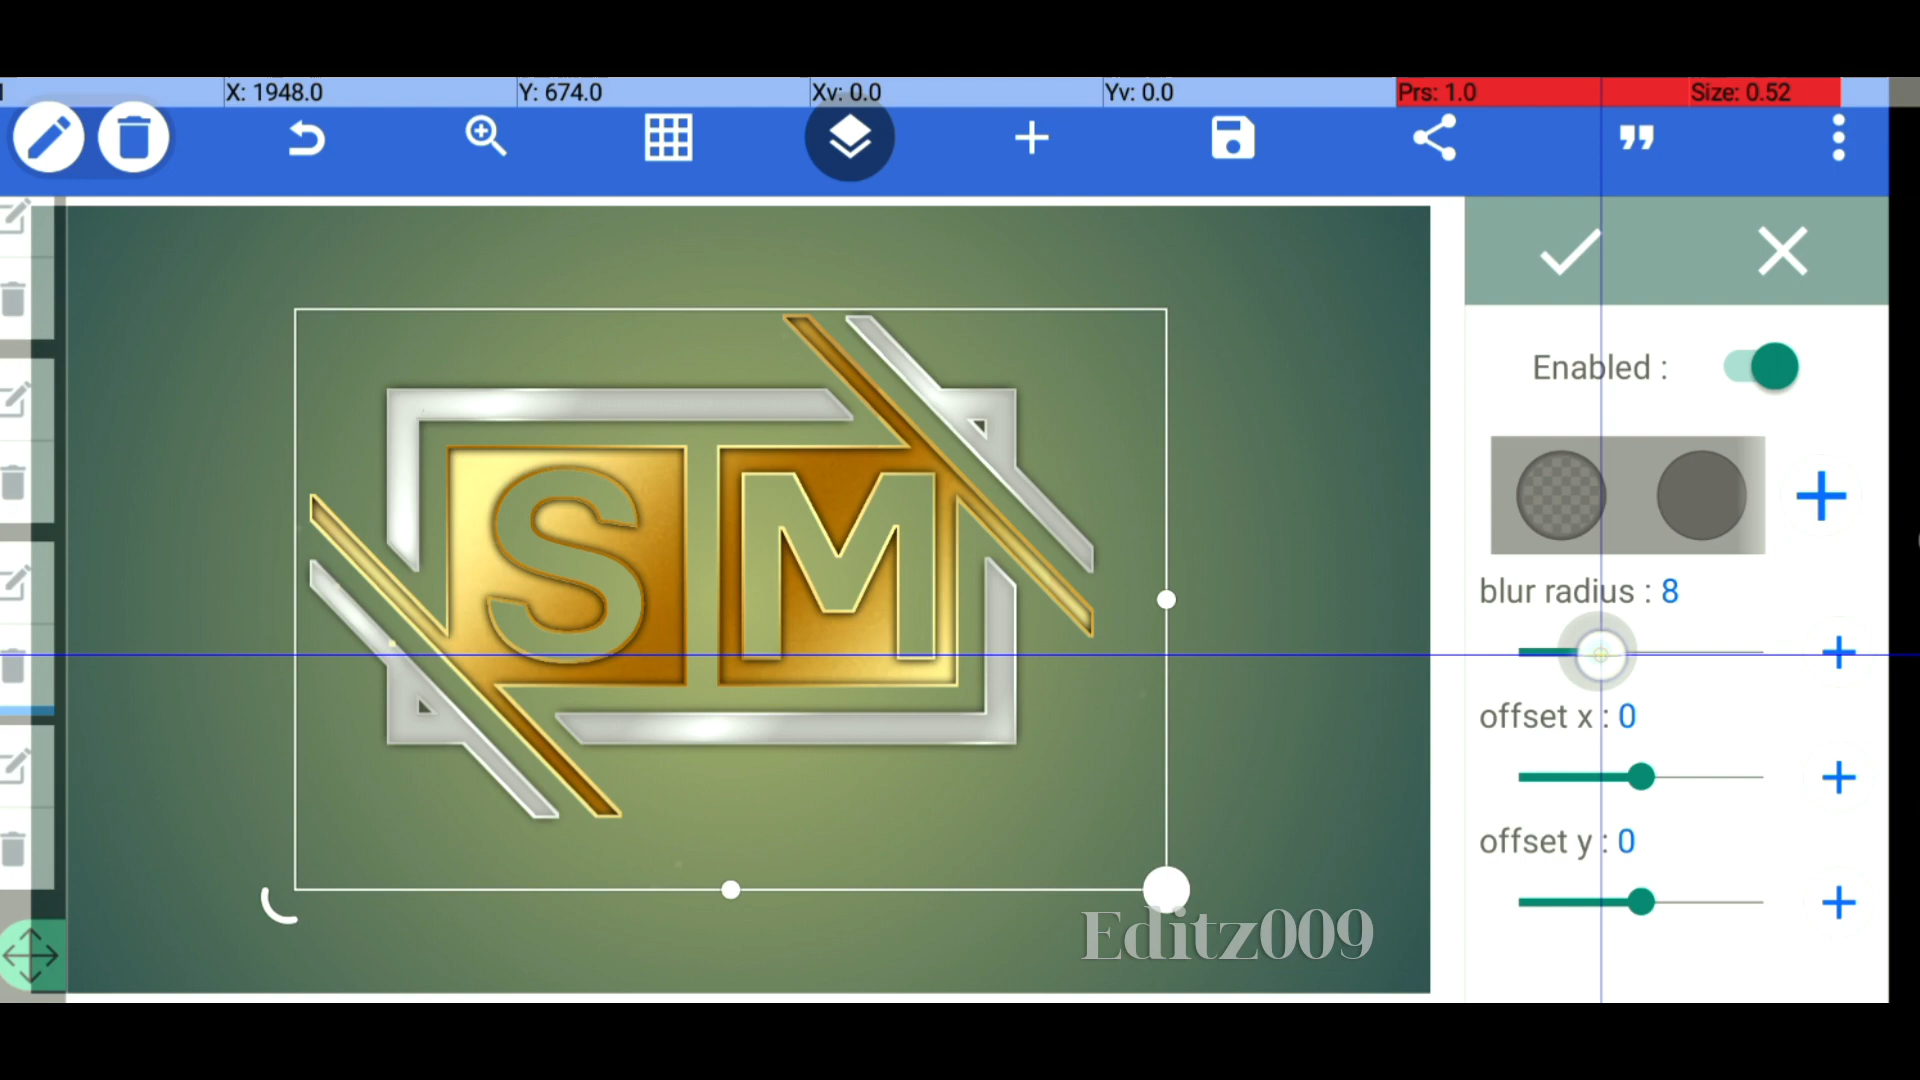 X: 1948.0
Y: 674.0
Xv: 0.0
Yv: 0.0
Prs: 1.0
Size: 0.52
Enabled :
SM
blur radius : 8
offset x : 0
offset y : 0
Editz009